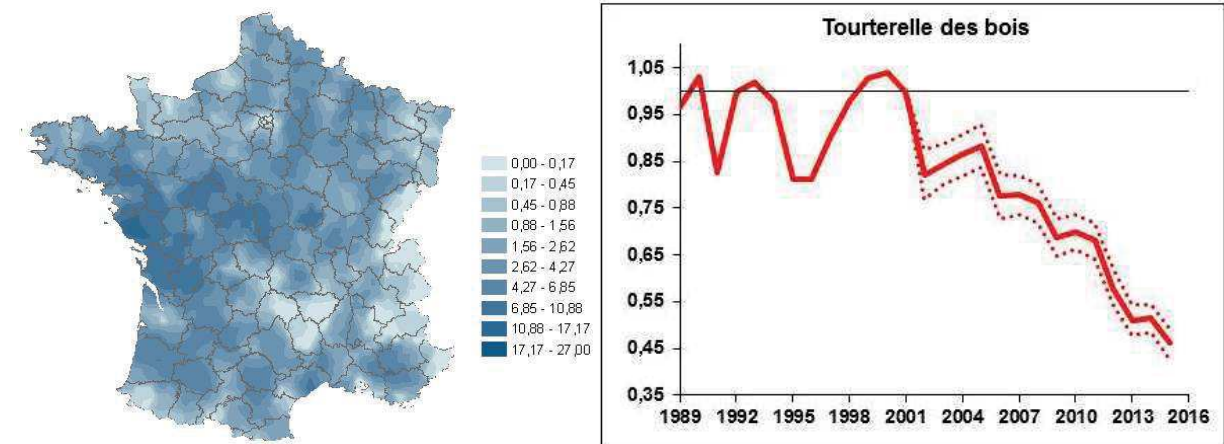 0,00 - 0,17
0,17 - 0,45
0,45 - 0,88
0,88 - 1,56
1,56 - 2,62
2,62 - 4,27
4,27 - 6,85
6,85 - 10,88
10,88 - 17,17
17,17 - 27,00
Tourterelle des bois
1,05
0,95
0,85
0,75
0,65
0,55
0,45
0,35
1989 1992 1995 1998 2001 2004 2007 2010 2013 2016